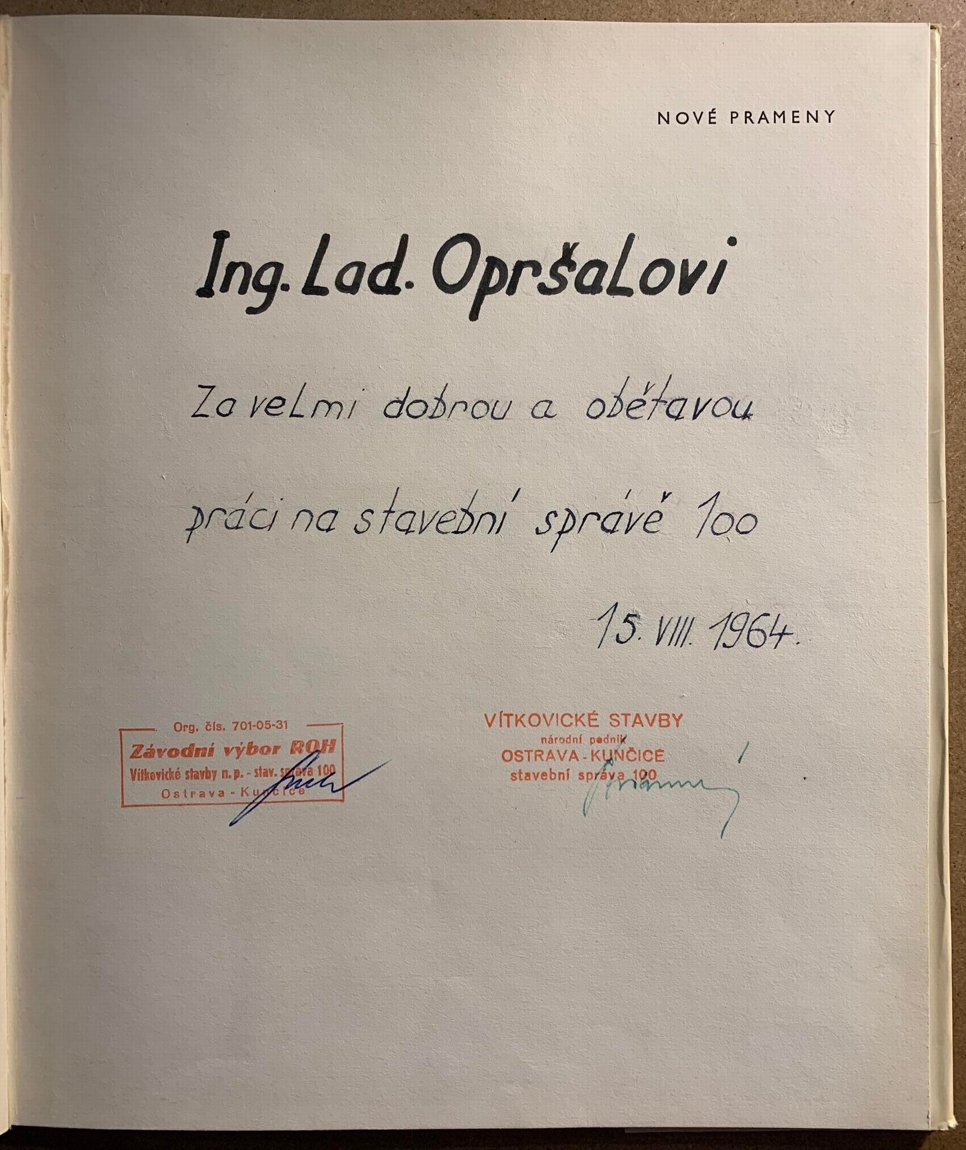 NOVÉ PRAMENY
Ing. Lad. Opršalovi
Za velmi dobrou a obětavou
práci na stavební správě 100
15. VIII. 1964.
Org. čís. 701-05-31
Závodní výbor ROH
Vítkovické stavby n. p. - stav. správa 100
Ostrava - Kunčice
VÍTKOVICKÉ STAVBY
národní podnik
OSTRAVA - KUNČICE
stavební správa 100